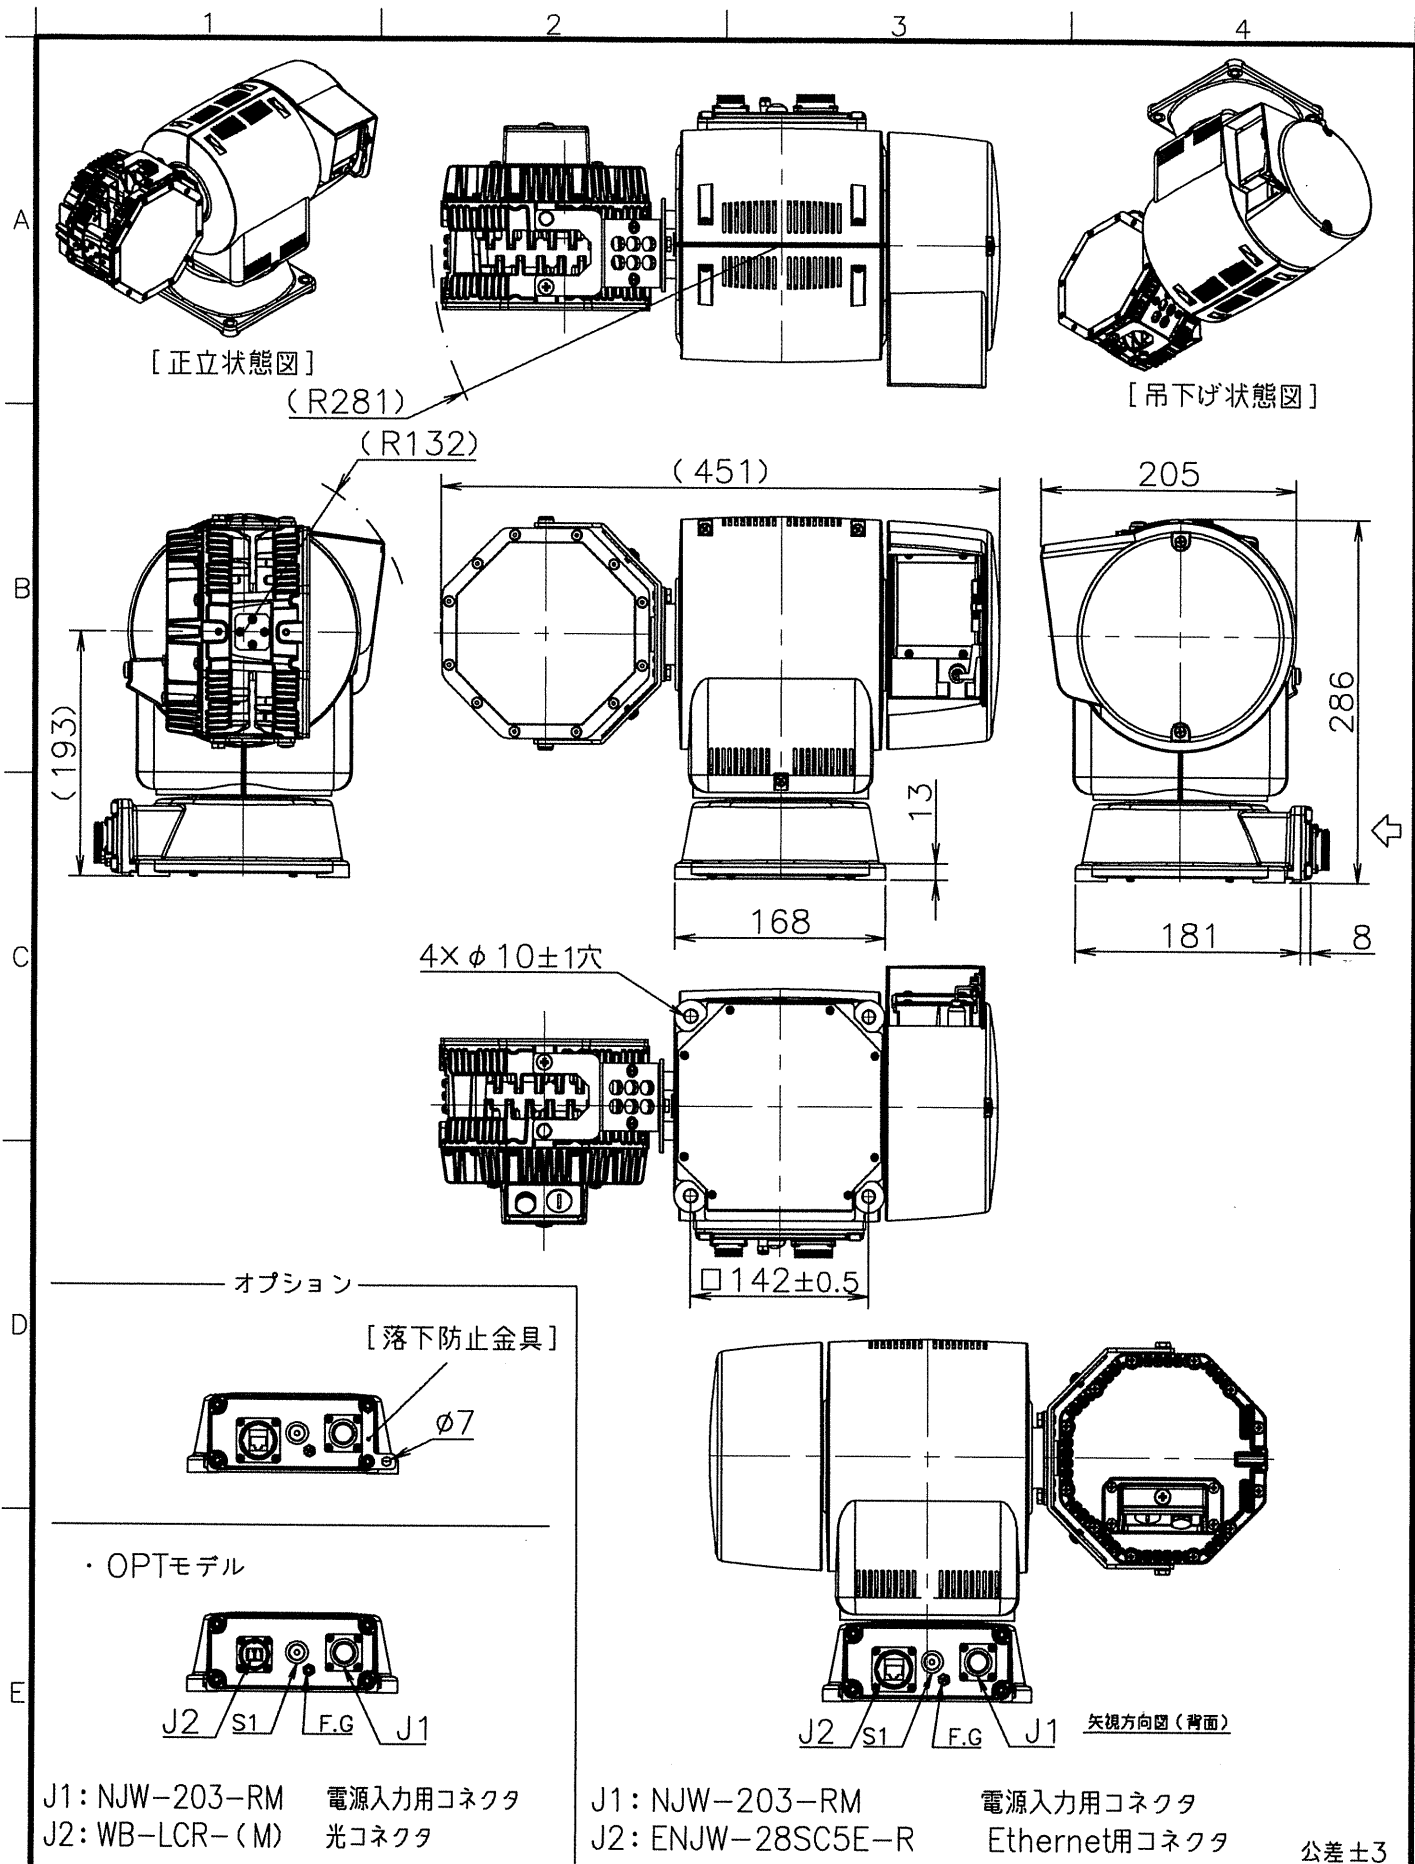 1 2 3 4
A
[正立状態図]
[吊下げ状態図]
(R281)
(R132)
(451)
205
B
286
(193)
13
168
181
8
C
4×φ10±1穴
□142±0.5
オプション
D
[落下防止金具]
φ7
・OPTモデル
E
J2 S1 F.G J1
J2 S1 F.G J1
矢視方向図(背面)
J1:NJW-203-RM 電源入力用コネクタ
J2:WB-LCR-(M) 光コネクタ
J1:NJW-203-RM 電源入力用コネクタ
J2:ENJW-28SC5E-R Ethernet用コネクタ
公差±3